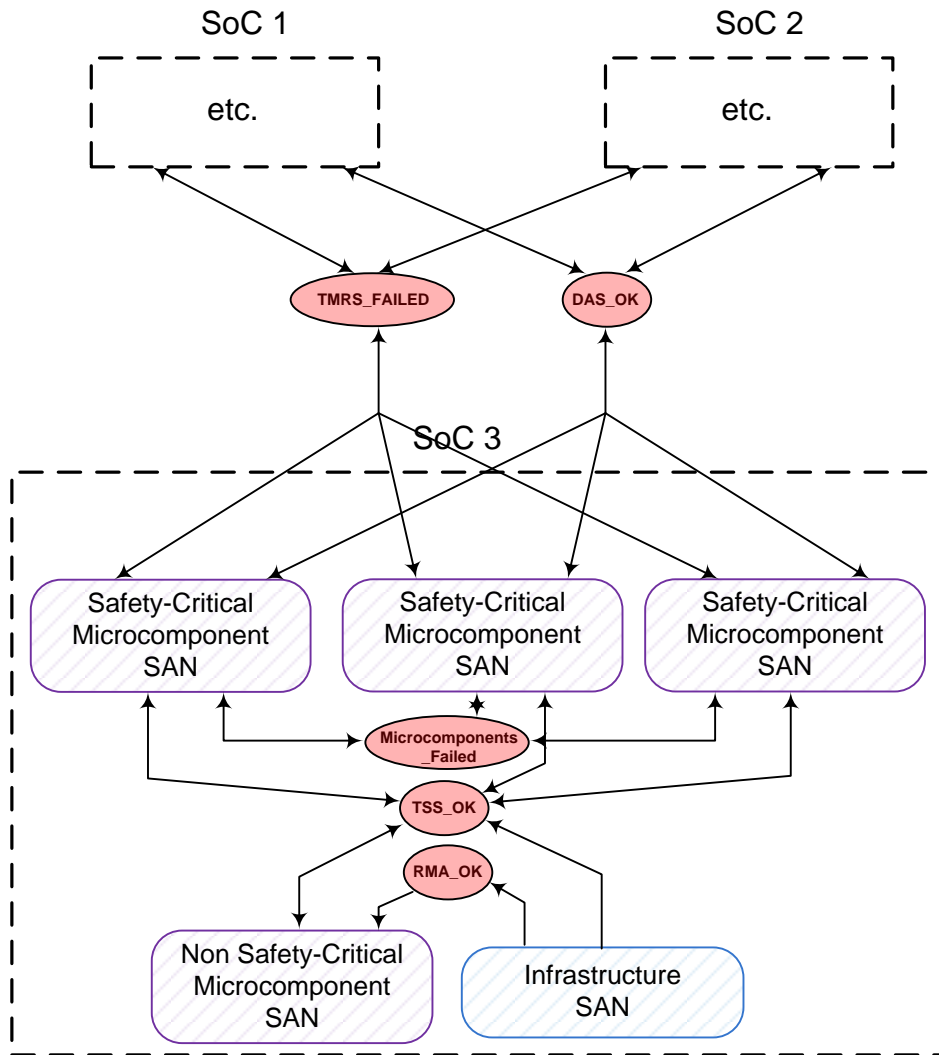 SoC 1
SoC 2
etc.
etc.
TMRS_FAILED
DAS_OK
SoC 3
Safety-Critical
Microcomponent
SAN
Safety-Critical
Microcomponent
SAN
Safety-Critical
Microcomponent
SAN
Microcomponents
_Failed
TSS_OK
RMA_OK
Non Safety-Critical
Microcomponent
SAN
Infrastructure
SAN